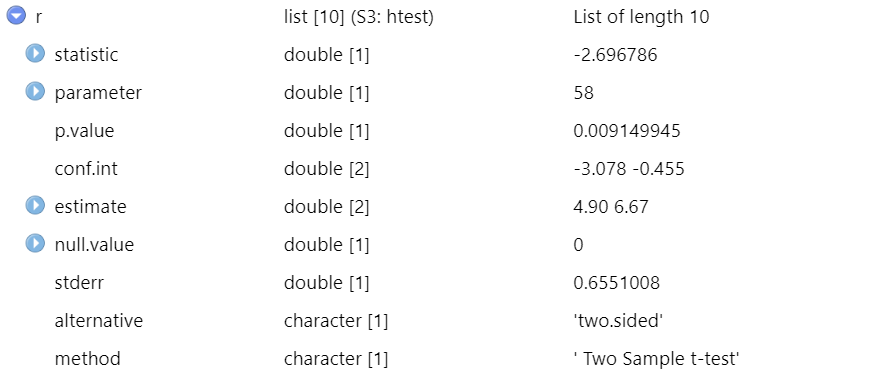 r list [10] (S3: htest) List of length 10
statistic double [1] -2.696786
parameter double [1] 58
p.value double [1] 0.009149945
conf.int double [2] -3.078 -0.455
estimate double [2] 4.90 6.67
null.value double [1] 0
stderr double [1] 0.6551008
alternative character [1] 'two.sided'
method character [1] ' Two Sample t-test'